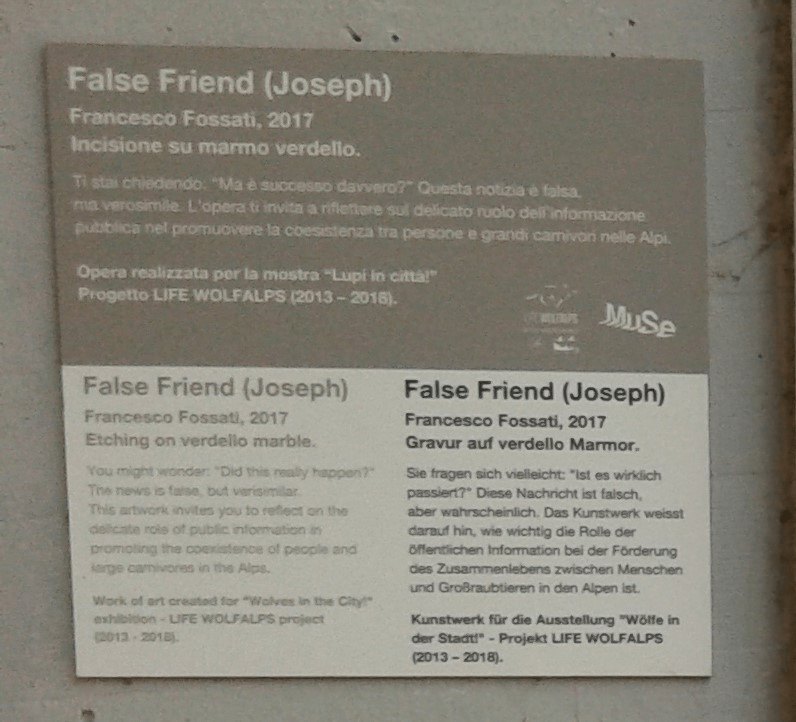 False Friend (Joseph)
Francesco Fossati, 2017
Incisione su marmo verdello.
Ti stai chiedendo: "Ma è successo davvero?" Questa notizia è falsa,
ma verosimile. L'opera ti invita a riflettere sul delicato ruolo dell'informazione
pubblica nel promuovere la coesistenza tra persone e grandi carnivori nelle Alpi.
Opera realizzata per la mostra "Lupi in città!"
Progetto LIFE WOLFALPS (2013 – 2018).
LIFE WOLFALPS
MuSe
False Friend (Joseph)
Francesco Fossati, 2017
Etching on verdello marble.
You might wonder: "Did this really happen?"
The news is false, but verisimilar.
This artwork invites you to reflect on the
delicate role of public information in
promoting the coexistence of people and
large carnivores in the Alps.
Work of art created for "Wolves in the City!"
exhibition - LIFE WOLFALPS project
(2013 - 2018).
False Friend (Joseph)
Francesco Fossati, 2017
Gravur auf verdello Marmor.
Sie fragen sich vielleicht: "Ist es wirklich
passiert?" Diese Nachricht ist falsch,
aber wahrscheinlich. Das Kunstwerk weisst
darauf hin, wie wichtig die Rolle der
öffentlichen Information bei der Förderung
des Zusammenlebens zwischen Menschen
und Großraubtieren in den Alpen ist.
Kunstwerk für die Ausstellung "Wölfe in
der Stadt!" - Projekt LIFE WOLFALPS
(2013 – 2018).